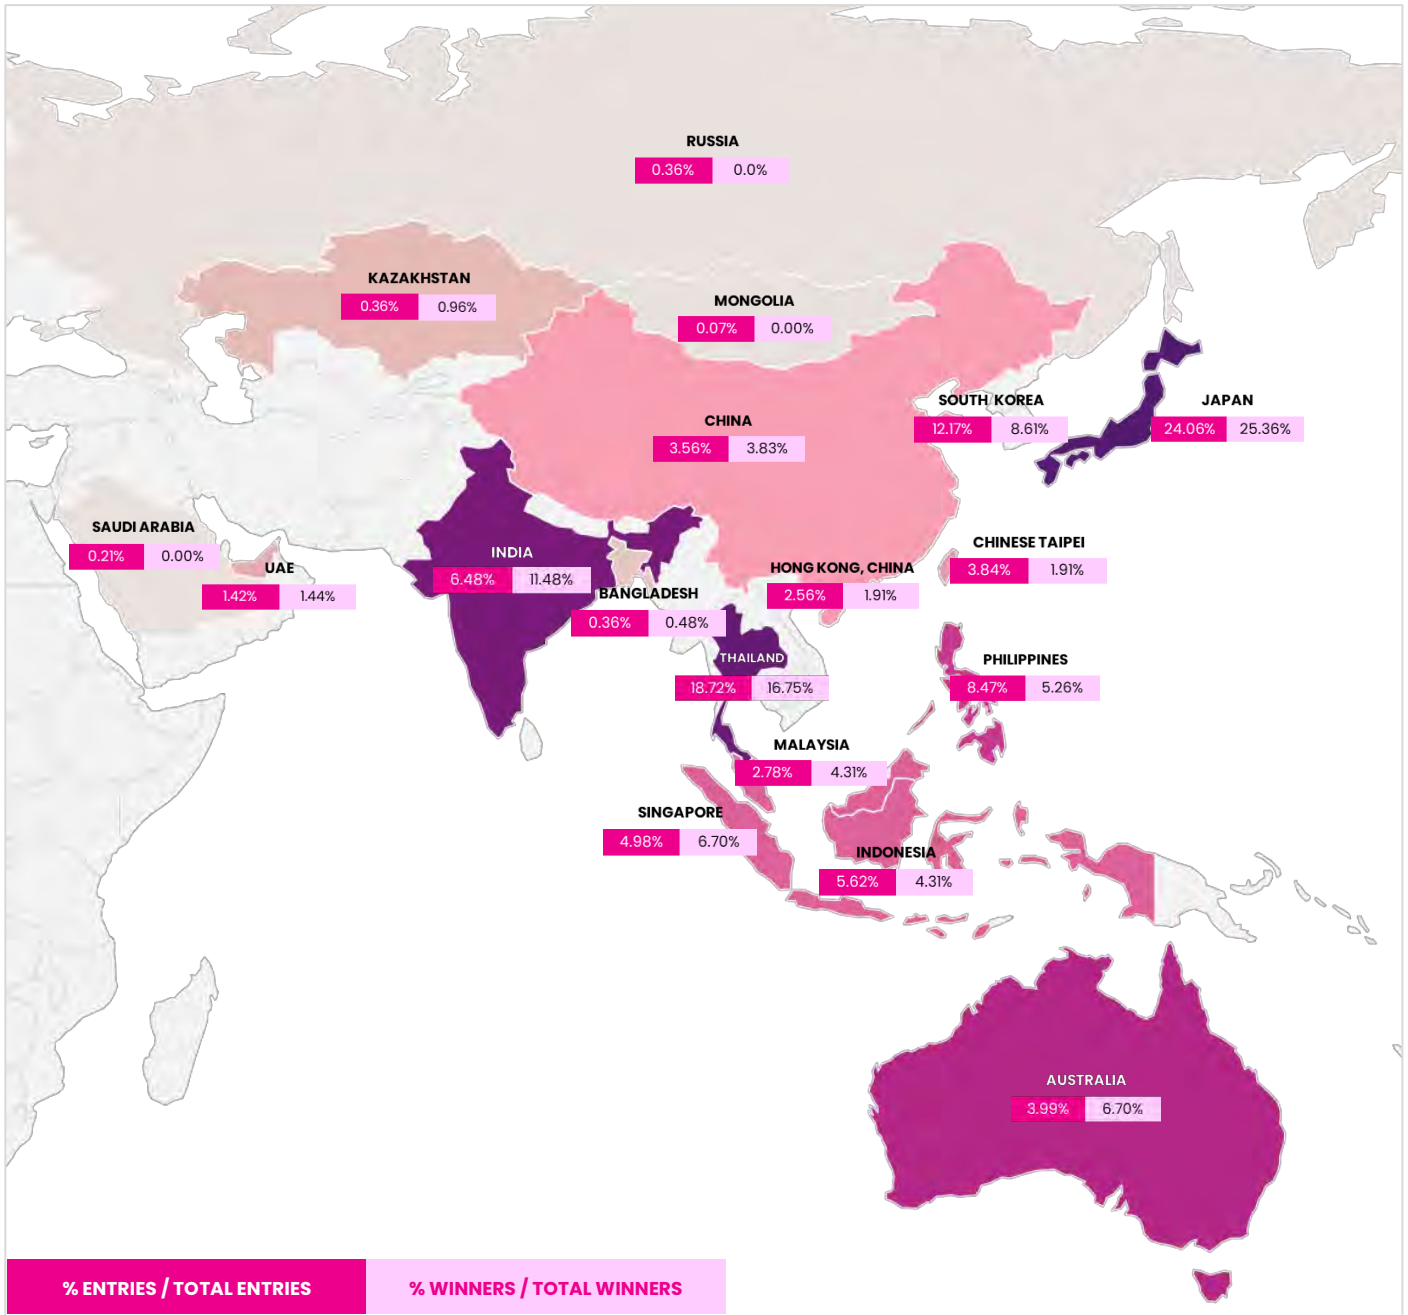 RUSSIA
0.36% 0.0%
KAZAKHSTAN
0.36% 0.96%
MONGOLIA
0.07% 0.00%
SOUTH KOREA
12.17% 8.61%
JAPAN
24.06% 25.36%
CHINA
3.56% 3.83%
SAUDI ARABIA
0.21% 0.00%
UAE
1.42% 1.44%
INDIA
6.48% 11.48%
BANGLADESH
0.36% 0.48%
HONG KONG, CHINA
2.56% 1.91%
CHINESE TAIPEI
3.84% 1.91%
THAILAND
18.72% 16.75%
PHILIPPINES
8.47% 5.26%
MALAYSIA
2.78% 4.31%
SINGAPORE
4.98% 6.70%
INDONESIA
5.62% 4.31%
AUSTRALIA
3.99% 6.70%
% ENTRIES / TOTAL ENTRIES % WINNERS / TOTAL WINNERS